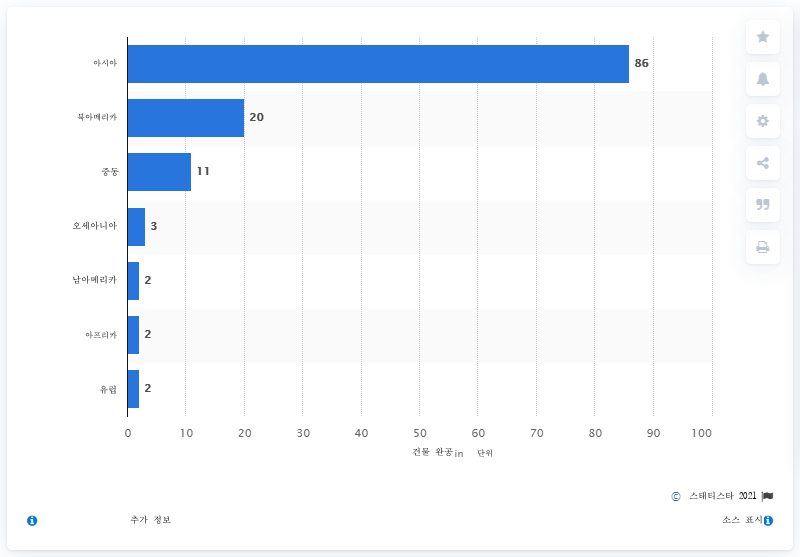 아시아 86
북아메리카 20
중동 11
오세아니아 3
남아메리카 2
아프리카 2
유럽 2
0 10 20 30 40 50 60 70 80 90 100
건물 완공in 단위
© 스태티스타 2021
추가 정보 소스 표시